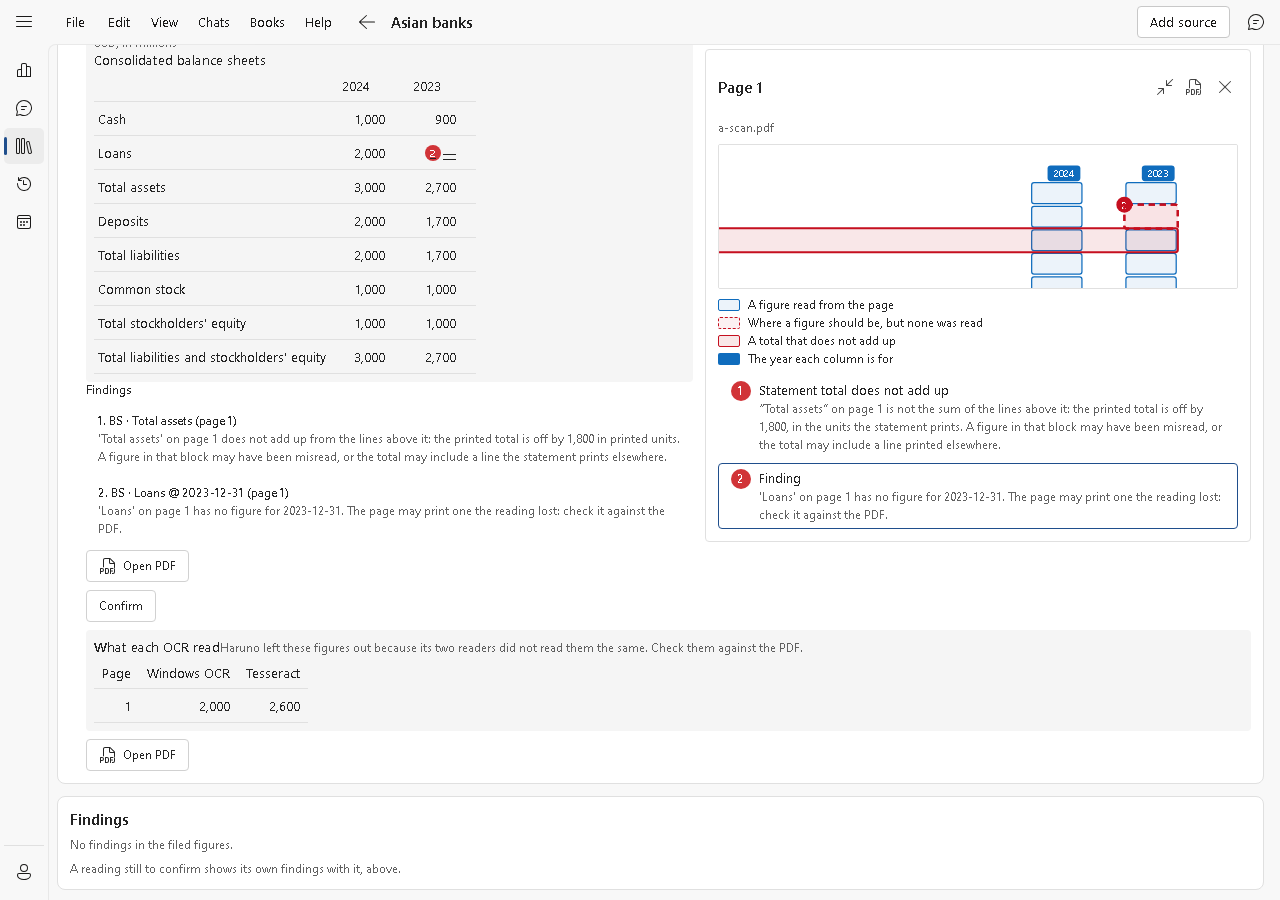 File Edit View Chats Books Help Asian banks Add source
Consolidated balance sheets
2024 2023
Cash 1,000 900
Loans 2,000 2 —
Total assets 3,000 2,700
Deposits 2,000 1,700
Total liabilities 2,000 1,700
Common stock 1,000 1,000
Total stockholders' equity 1,000 1,000
Total liabilities and stockholders' equity 3,000 2,700
Findings
1. BS · Total assets (page 1)
'Total assets' on page 1 does not add up from the lines above it: the printed total is off by 1,800 in printed units.
A figure in that block may have been misread, or the total may include a line the statement prints elsewhere.
2. BS · Loans @ 2023-12-31 (page 1)
'Loans' on page 1 has no figure for 2023-12-31. The page may print one the reading lost: check it against the
PDF.
PDF Open PDF
Confirm
Page 1
PDF
a-scan.pdf
2024 2023
A figure read from the page
Where a figure should be, but none was read
A total that does not add up
The year each column is for
1 Statement total does not add up
“Total assets” on page 1 is not the sum of the lines above it: the printed total is off by
1,800, in the units the statement prints. A figure in that block may have been misread, or
the total may include a line printed elsewhere.
2 Finding
'Loans' on page 1 has no figure for 2023-12-31. The page may print one the reading lost:
check it against the PDF.
What each OCR read Haruno left these figures out because its two readers did not read them the same. Check them against the PDF.
Page Windows OCR Tesseract
1 2,000 2,600
PDF Open PDF
Findings
No findings in the filed figures.
A reading still to confirm shows its own findings with it, above.